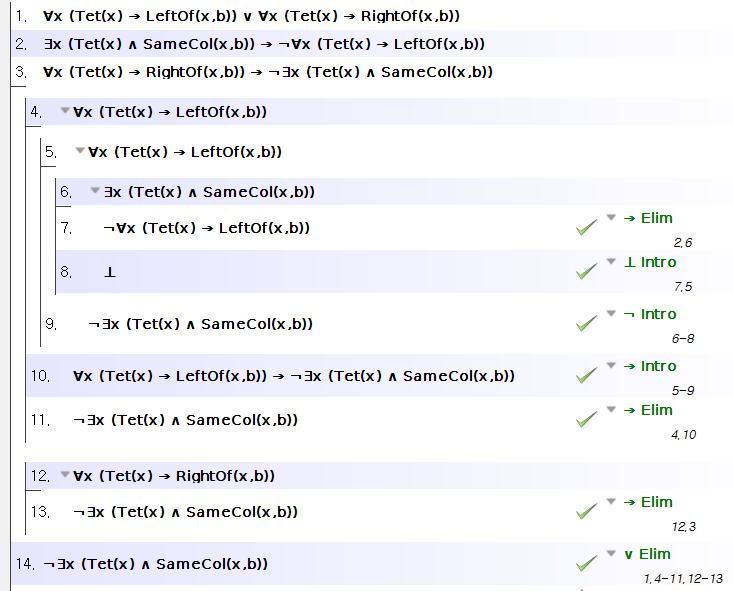 1. ∀x (Tet(x) → LeftOf(x,b)) ∨ ∀x (Tet(x) → RightOf(x,b))
2. ∃x (Tet(x) ∧ SameCol(x,b)) → ¬∀x (Tet(x) → LeftOf(x,b))
3. ∀x (Tet(x) → RightOf(x,b)) → ¬∃x (Tet(x) ∧ SameCol(x,b))
4. ∀x (Tet(x) → LeftOf(x,b))
5. ∀x (Tet(x) → LeftOf(x,b))
6. ∃x (Tet(x) ∧ SameCol(x,b))
7. ¬∀x (Tet(x) → LeftOf(x,b)) → Elim
2,6
8. ⊥ ⊥ Intro
7,5
9. ¬∃x (Tet(x) ∧ SameCol(x,b)) ¬ Intro
6-8
10. ∀x (Tet(x) → LeftOf(x,b)) → ¬∃x (Tet(x) ∧ SameCol(x,b)) → Intro
5-9
11. ¬∃x (Tet(x) ∧ SameCol(x,b)) → Elim
4,10
12. ∀x (Tet(x) → RightOf(x,b))
13. ¬∃x (Tet(x) ∧ SameCol(x,b)) → Elim
12,3
14. ¬∃x (Tet(x) ∧ SameCol(x,b)) ∨ Elim
1,4-11,12-13